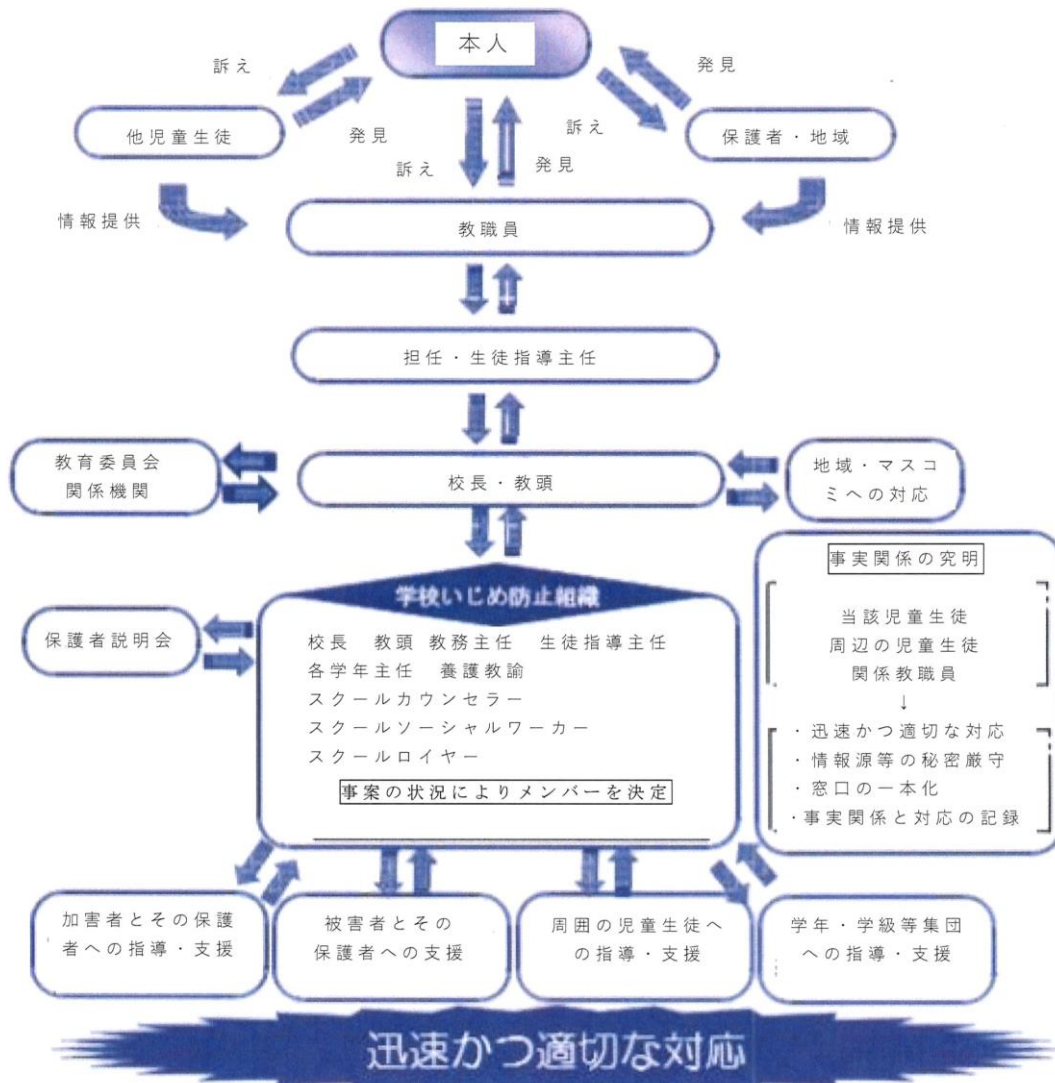 本人
訴え
発見
他児童生徒
発見
訴え
保護者・地域
訴え
発見
情報提供
教職員
情報提供
担任・生徒指導主任
教育委員会
関係機関
校長・教頭
地域・マスコ
ミへの対応
学校いじめ防止組織
校長 教頭 教務主任 生徒指導主任
各学年主任 養護教諭
スクールカウンセラー
スクールソーシャルワーカー
スクールロイヤー
事案の状況によりメンバーを決定
保護者説明会
事実関係の究明
当該児童生徒
周辺の児童生徒
関係教職員
↓
・迅速かつ適切な対応
・情報源等の秘密厳守
・窓口の一本化
・事実関係と対応の記録
加害者とその保護
者への指導・支援
被害者とその
保護者への支援
周囲の児童生徒へ
の指導・支援
学年・学級等集団
への指導・支援
迅速かつ適切な対応